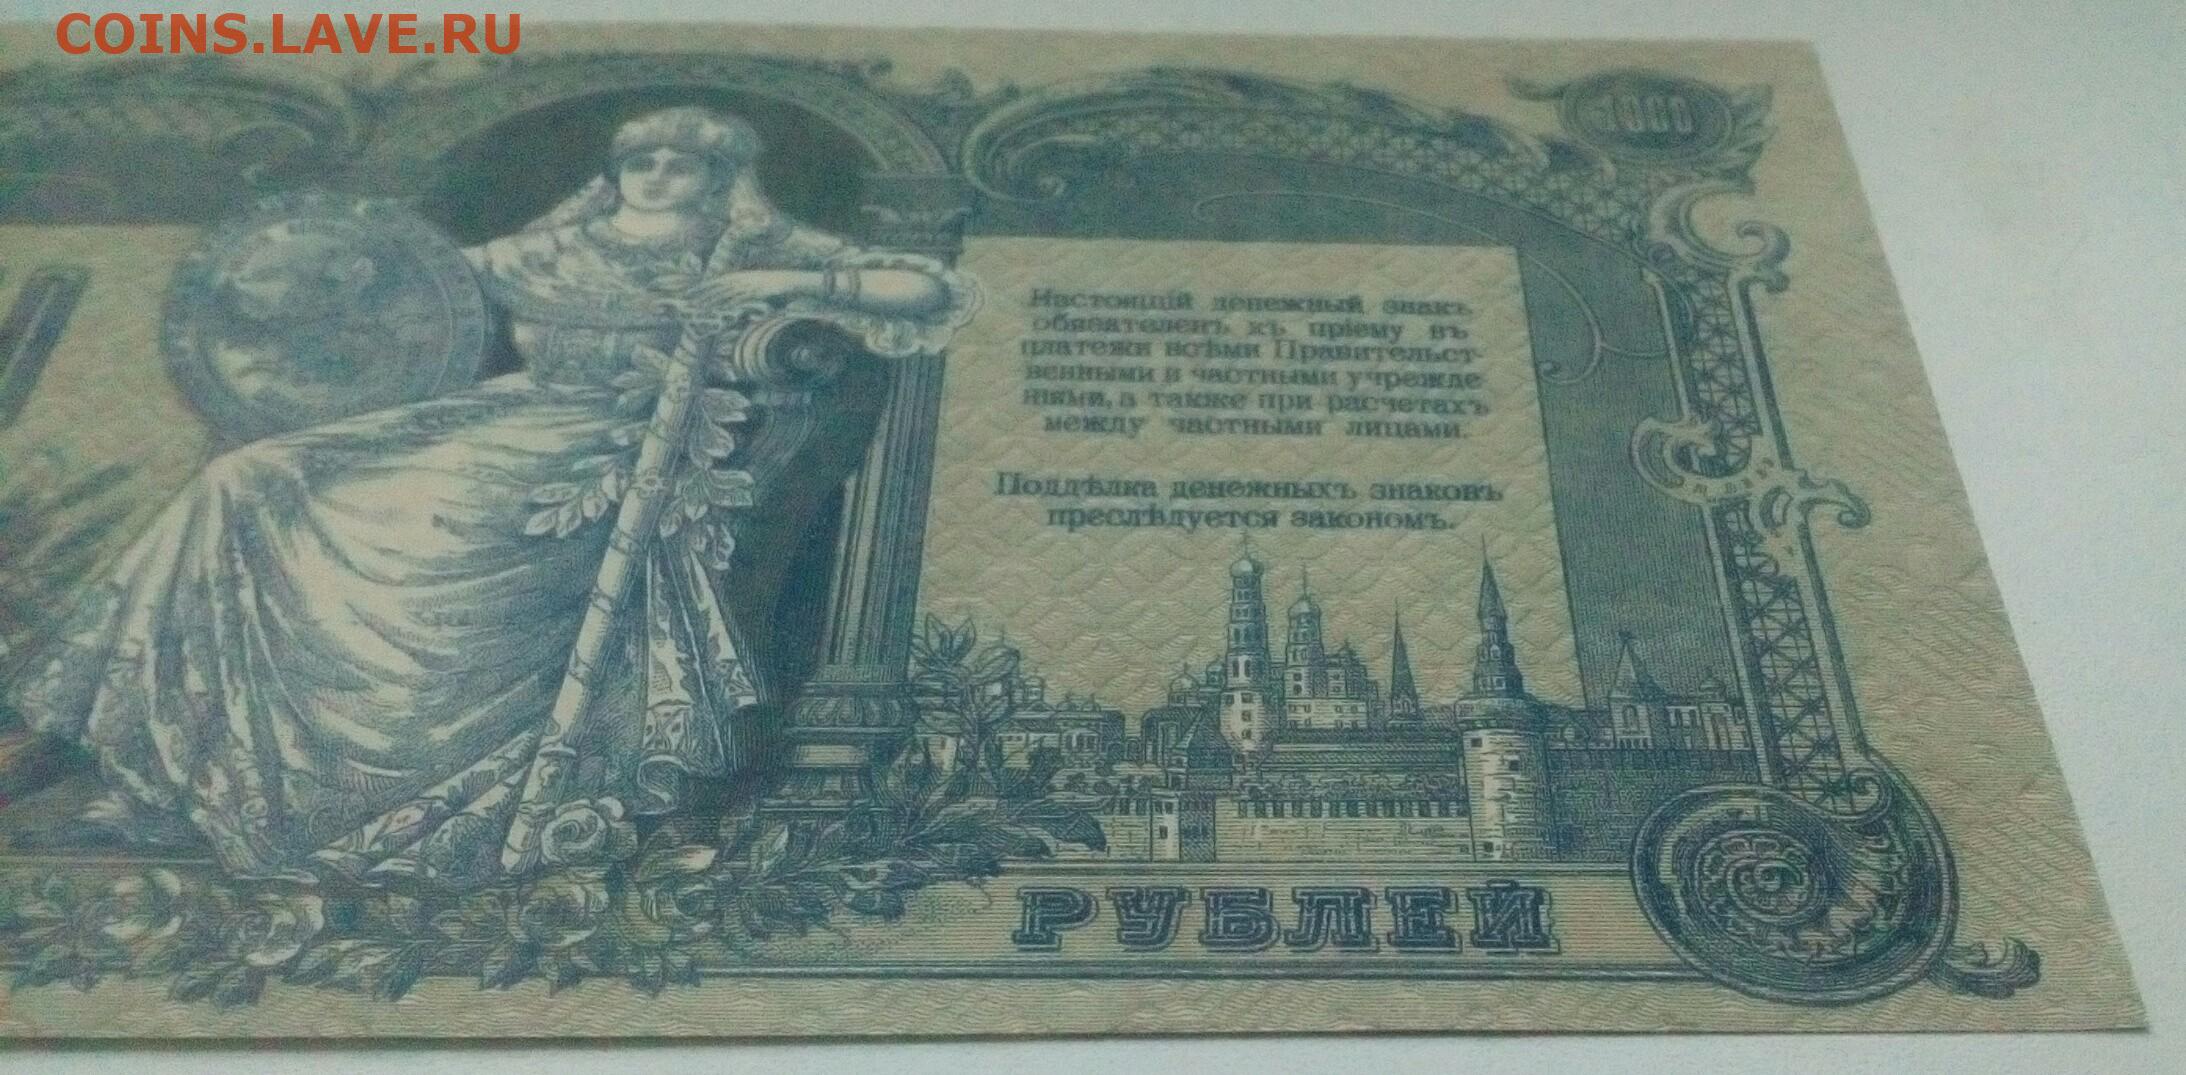 COINS.LAVE.RU
1000
Настоящій денежный знакъ
обязателенъ къ пріему въ
платежи всѣми Правительст-
венными и частными учрежде
ніями, а также при расчетахъ
между частными лицами.
Поддѣлка денежныхъ знаковъ
преслѣдуется закономъ.
РУБЛЕЙ